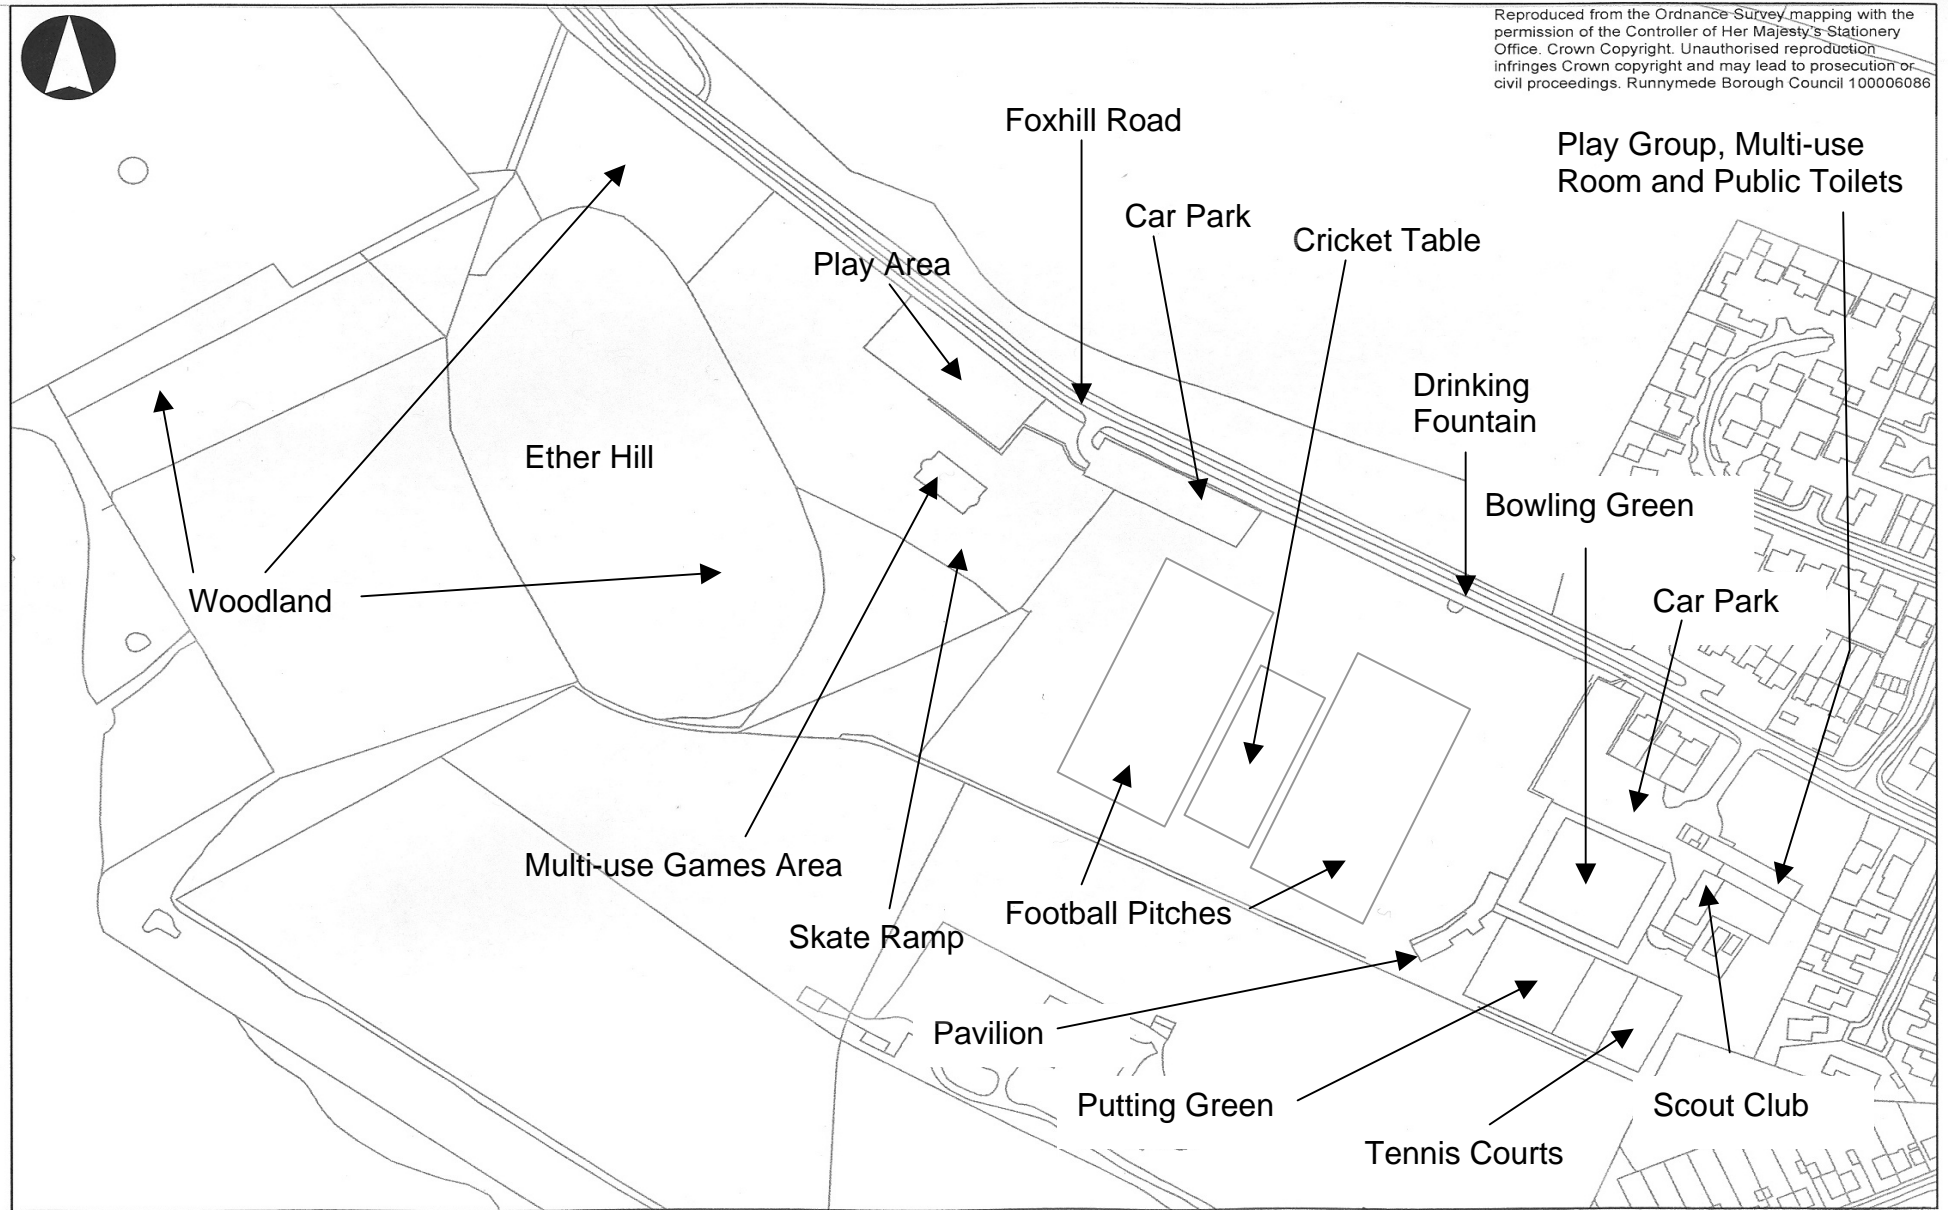 Reproduced from the Ordnance Survey mapping with the
permission of the Controller of Her Majesty's Stationery
Office. Crown Copyright. Unauthorised reproduction
infringes Crown copyright and may lead to prosecution or
civil proceedings. Runnymede Borough Council 100006086
Foxhill Road
Play Group, Multi-use
Room and Public Toilets
Car Park
Cricket Table
Play Area
Drinking
Fountain
Ether Hill
Bowling Green
Woodland
Car Park
Multi-use Games Area
Football Pitches
Skate Ramp
Pavilion
Putting Green
Scout Club
Tennis Courts